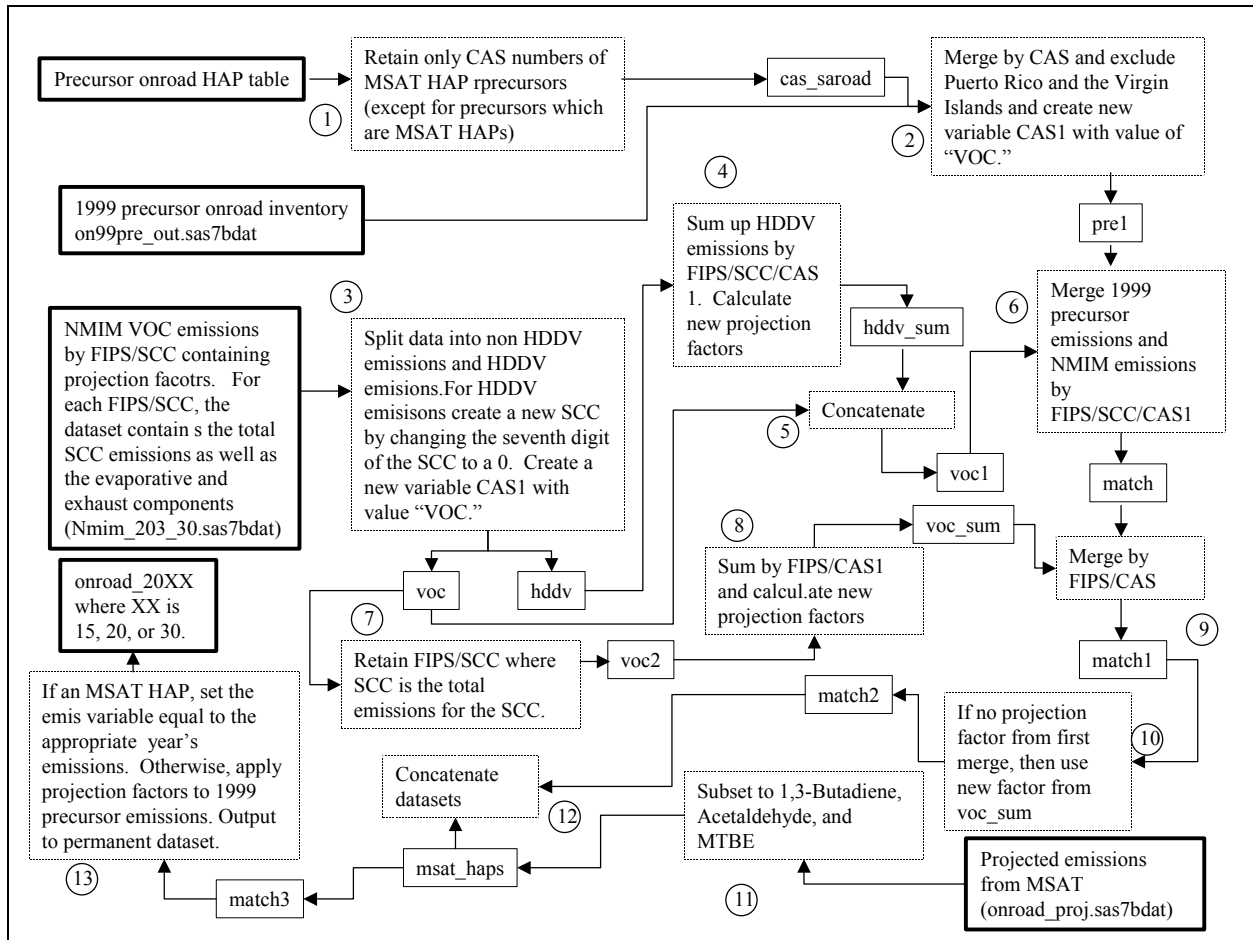 Precursor onroad HAP table
1
Retain only CAS numbers of
MSAT HAP rprecursors
(except for precursors which
are MSAT HAPs)
cas_saroad
Merge by CAS and exclude
Puerto Rico and the Virgin
Islands and create new
variable CAS1 with value of
“VOC.”
2
1999 precursor onroad inventory
on99pre_out.sas7bdat
pre1
4
Sum up HDDV
emissions by
FIPS/SCC/CAS
1. Calculate
new projection
factors
hddv_sum
3
NMIM VOC emissions
by FIPS/SCC containing
projection facotrs. For
each FIPS/SCC, the
dataset contain s the total
SCC emissions as well as
the evaporative and
exhaust components
(Nmim_203_30.sas7bdat)
Split data into non HDDV
emissions and HDDV
emisions.For HDDV
emisisons create a new SCC
by changing the seventh digit
of the SCC to a 0. Create a
new variable CAS1 with
value “VOC.”
voc
hddv
5
Concatenate
voc1
6
Merge 1999
precursor
emissions and
NMIM emissions
by
FIPS/SCC/CAS1
match
7
Retain FIPS/SCC where
SCC is the total
emissions for the SCC.
voc2
8
Sum by FIPS/CAS1
and calcul.ate new
projection factors
voc_sum
Merge by
FIPS/CAS
9
match1
10
If no projection
factor from first
merge, then use
new factor from
voc_sum
match2
Projected emissions
from MSAT
(onroad_proj.sas7bdat)
11
Subset to 1,3-Butadiene,
Acetaldehyde, and
MTBE
msat_haps
12
Concatenate
datasets
match3
13
If an MSAT HAP, set the
emis variable equal to the
appropriate year’s
emissions. Otherwise, apply
projection factors to 1999
precursor emissions. Output
to permanent dataset.
onroad_20XX
where XX is
15, 20, or 30.